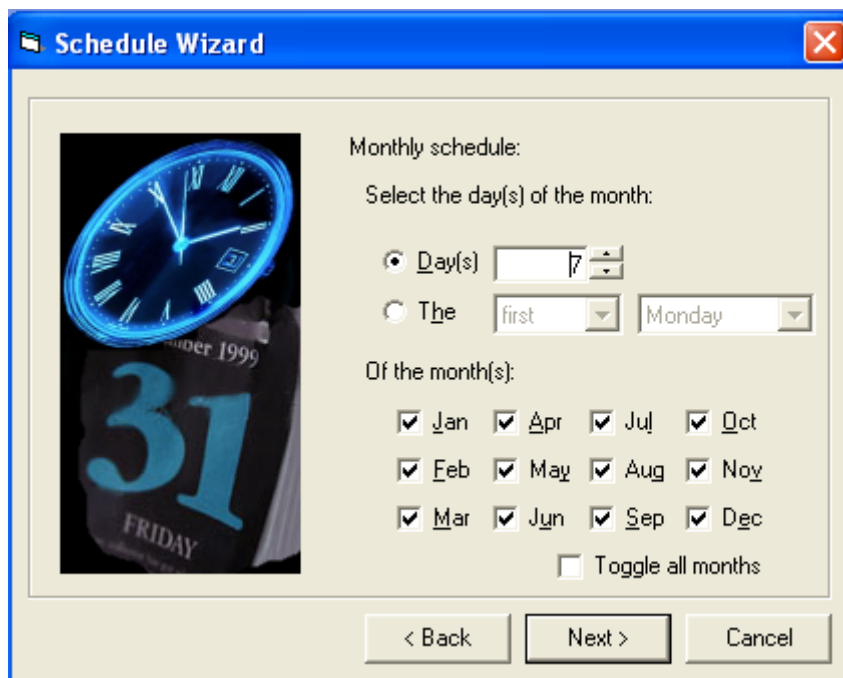 Schedule Wizard
Monthly schedule:
Select the day(s) of the month:
Day(s) 7
The first Monday
Of the month(s):
Jan Apr Jul Oct
Feb May Aug Nov
Mar Jun Sep Dec
Toggle all months
< Back Next > Cancel
1999
31
FRIDAY